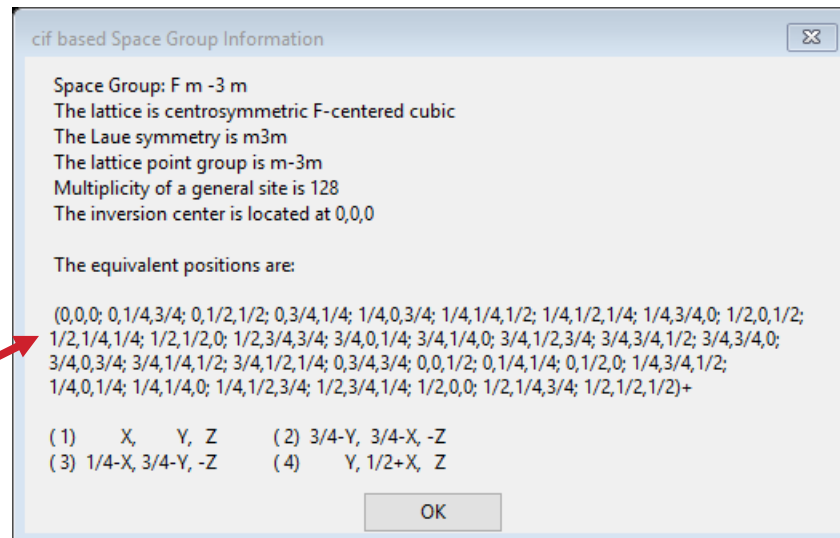 cif based Space Group Information
Space Group: F m -3 m
The lattice is centrosymmetric F-centered cubic
The Laue symmetry is m3m
The lattice point group is m-3m
Multiplicity of a general site is 128
The inversion center is located at 0,0,0
The equivalent positions are:
(0,0,0; 0,1/4,3/4; 0,1/2,1/2; 0,3/4,1/4; 1/4,0,3/4; 1/4,1/4,1/2; 1/4,1/2,1/4; 1/4,3/4,0; 1/2,0,1/2;
1/2,1/4,1/4; 1/2,1/2,0; 1/2,3/4,3/4; 3/4,0,1/4; 3/4,1/4,0; 3/4,1/2,3/4; 3/4,3/4,1/2; 3/4,3/4,0;
3/4,0,3/4; 3/4,1/4,1/2; 3/4,1/2,1/4; 0,3/4,3/4; 0,0,1/2; 0,1/4,1/4; 0,1/2,0; 1/4,3/4,1/2;
1/4,0,1/4; 1/4,1/4,0; 1/4,1/2,3/4; 1/2,3/4,1/4; 1/2,0,0; 1/2,1/4,3/4; 1/2,1/2,1/2)+
( 1) X, Y, Z ( 2) 3/4-Y, 3/4-X, -Z
( 3) 1/4-X, 3/4-Y, -Z ( 4) Y, 1/2+X, Z
OK